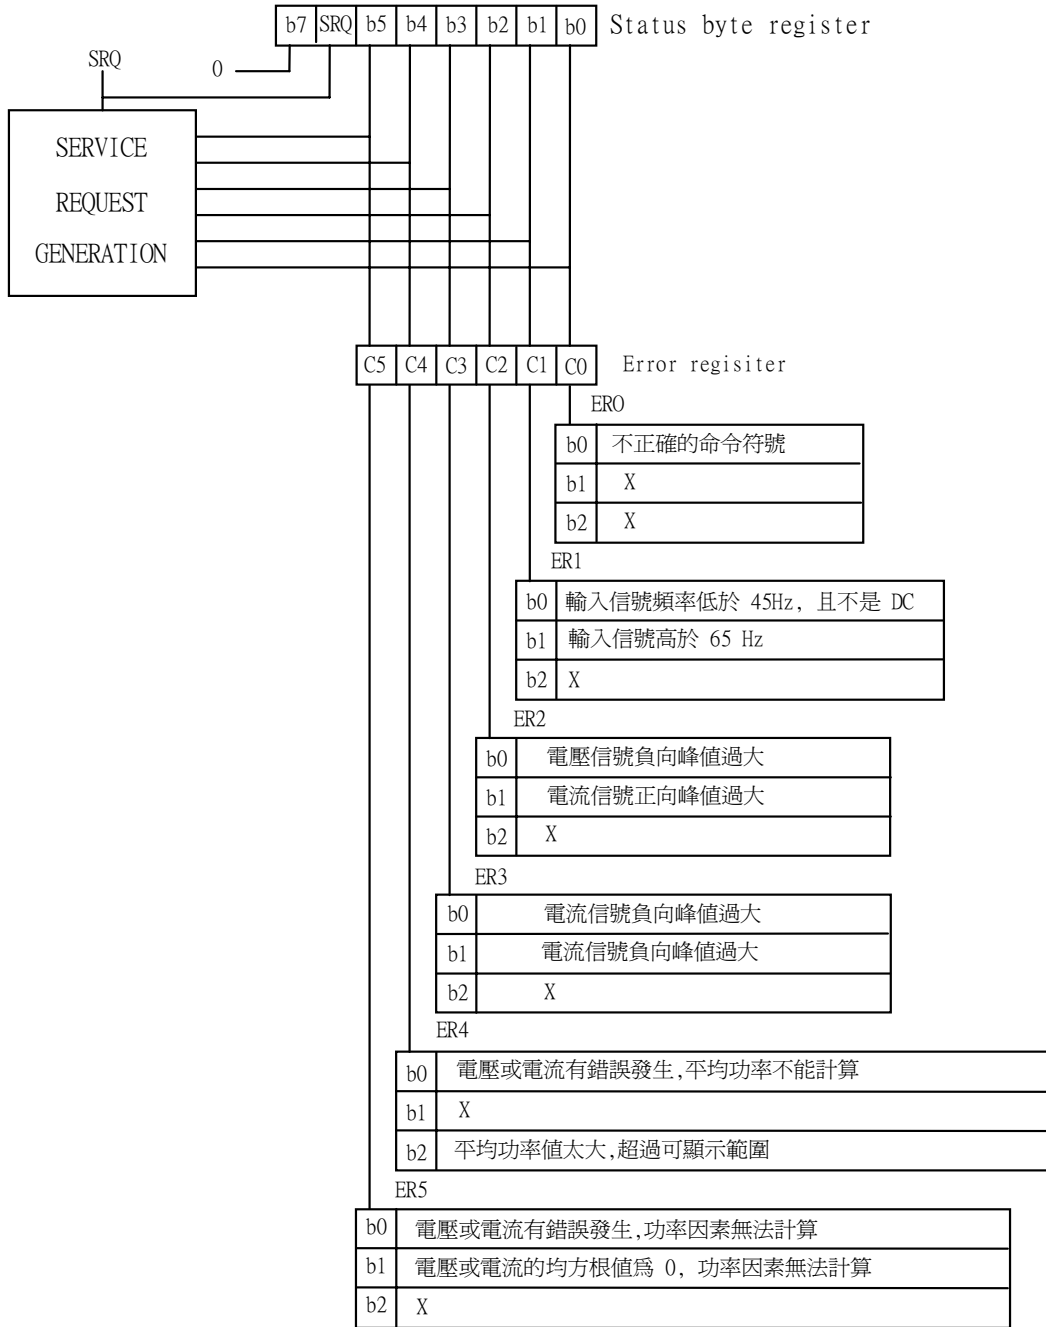 b7 SRQ b5 b4 b3 b2 b1 b0 Status byte register
SRQ
0
SERVICE
REQUEST
GENERATION
C5 C4 C3 C2 C1 C0 Error regisiter
ER0
b0 不正確的命令符號
b1 X
b2 X
ER1
b0 輸入信號頻率低於 45Hz, 且不是 DC
b1 輸入信號高於 65 Hz
b2 X
ER2
b0 電壓信號負向峰值過大
b1 電流信號正向峰值過大
b2 X
ER3
b0 電流信號負向峰值過大
b1 電流信號負向峰值過大
b2 X
ER4
b0 電壓或電流有錯誤發生,平均功率不能計算
b1 X
b2 平均功率值太大,超過可顯示範圍
ER5
b0 電壓或電流有錯誤發生,功率因素無法計算
b1 電壓或電流的均方根值爲 0, 功率因素無法計算
b2 X